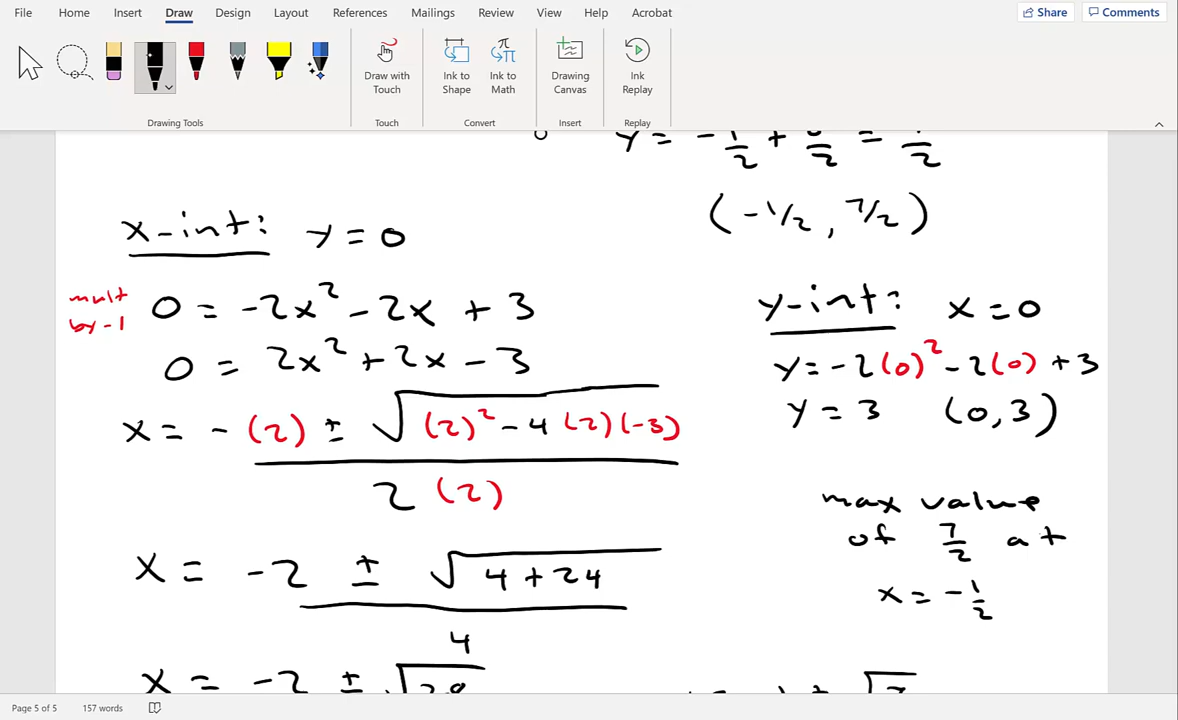 File Home Insert Draw Design Layout References Mailings Review View Help Acrobat Share Comments
Draw with Touch
Ink to Shape
Ink to Math
Drawing Canvas
Ink Replay
Drawing Tools Touch Convert Insert Replay
(-1/2, 7/2)
x-int: y = 0
mult
by -1
0 = -2x² - 2x + 3
0 = 2x² + 2x - 3
x = -(2) ± √(2)² - 4(2)(-3)
2(2)
x = -2 ± √4 + 24
4
x = -2 ± √28
y-int: x = 0
y = -2(0)² - 2(0) + 3
y = 3 (0,3)
max value
of 7/2 at
x = -1/2
Page 5 of 5 157 words